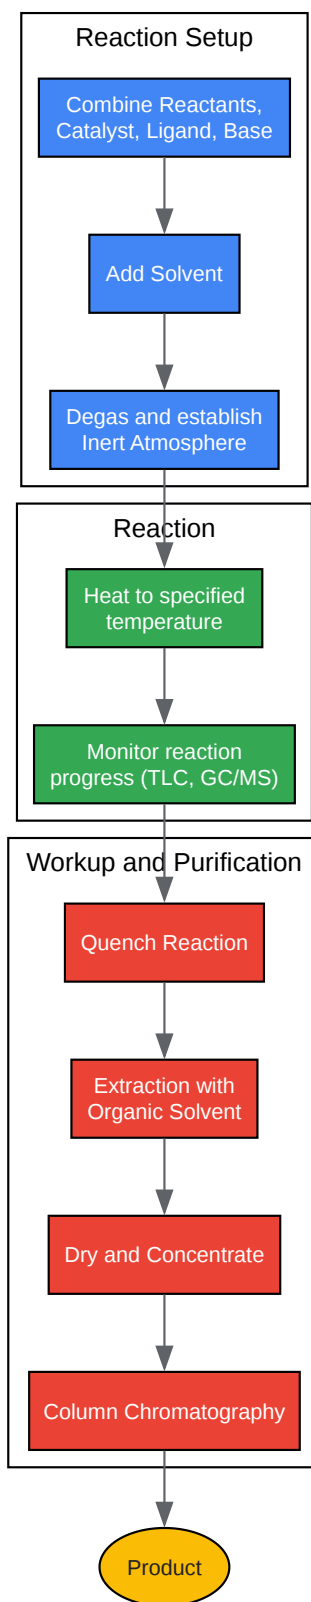 Reaction Setup
Combine Reactants,
Catalyst, Ligand, Base
Add Solvent
Degas and establish
Inert Atmosphere
Reaction
Heat to specified
temperature
Monitor reaction
progress (TLC, GC/MS)
Workup and Purification
Quench Reaction
Extraction with
Organic Solvent
Dry and Concentrate
Column Chromatography
Product